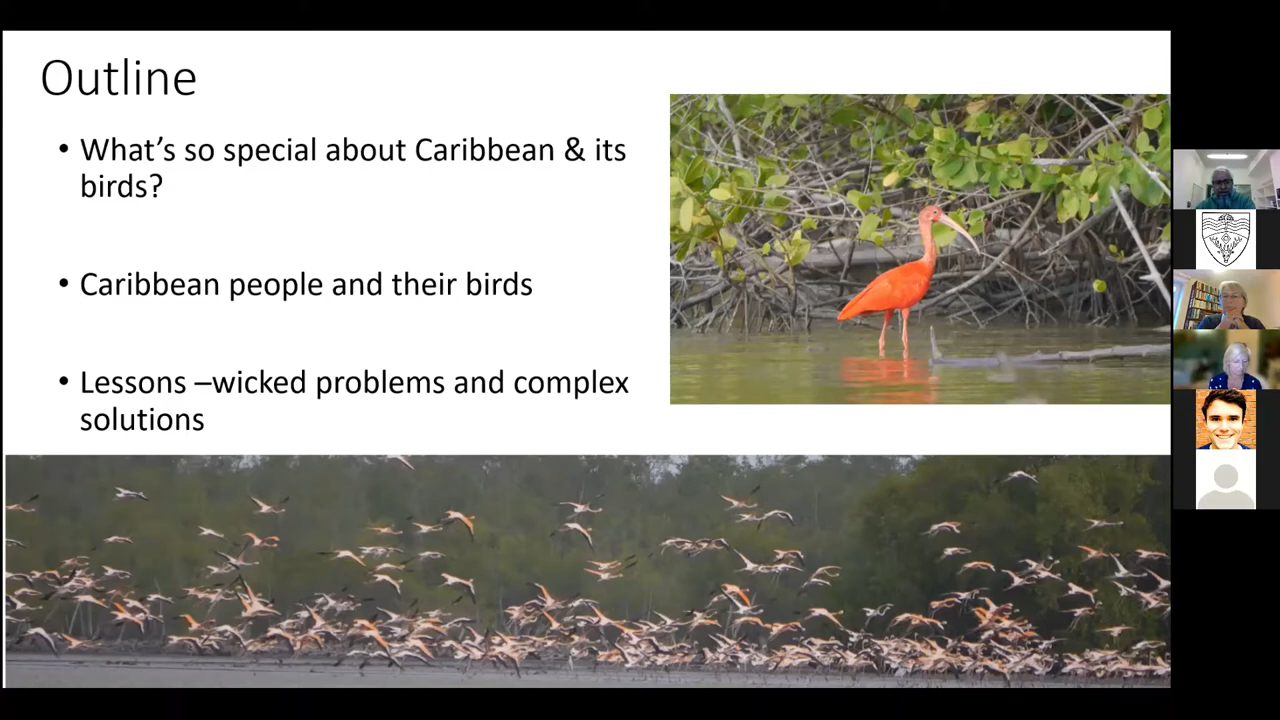 Outline
• What’s so special about Caribbean & its
birds?
• Caribbean people and their birds
• Lessons –wicked problems and complex
solutions